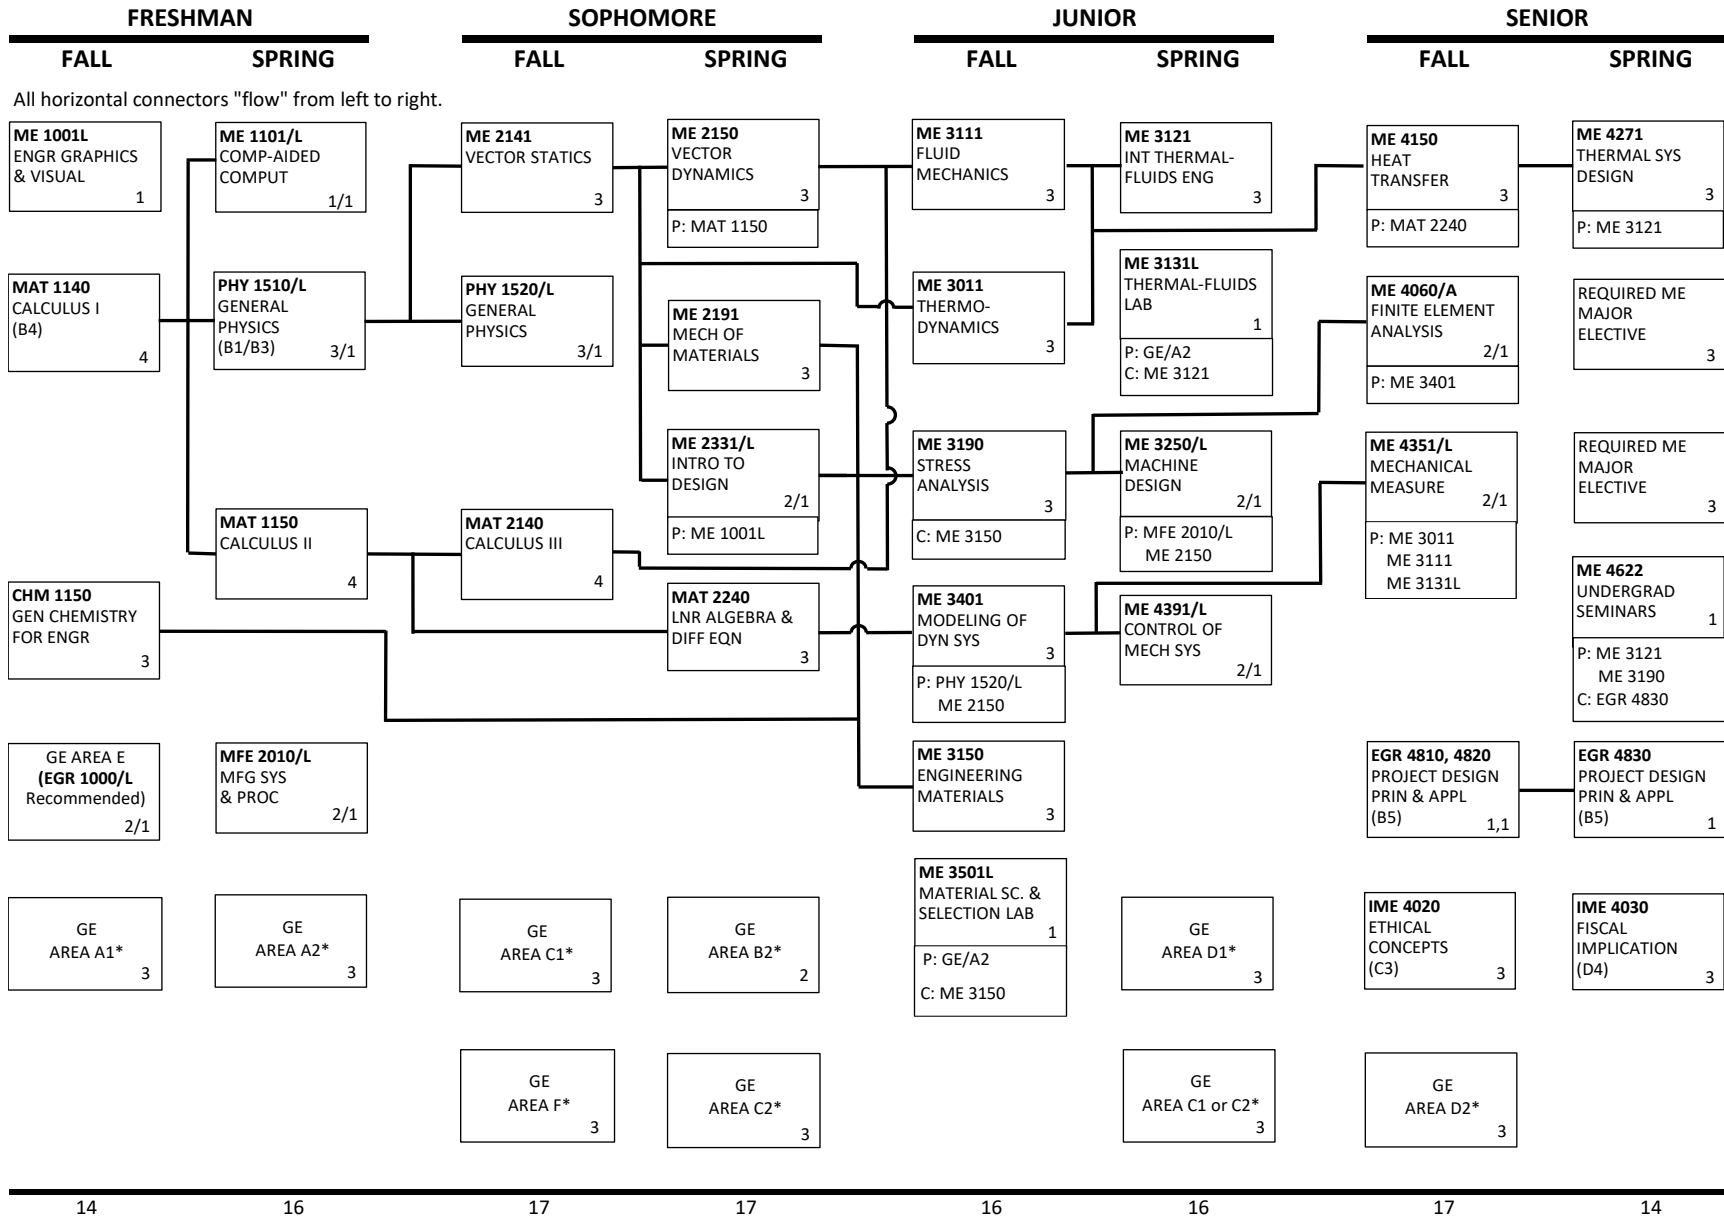 FRESHMAN
SOPHOMORE
JUNIOR
SENIOR
FALL
SPRING
FALL
SPRING
FALL
SPRING
FALL
SPRING
All horizontal connectors "flow" from left to right.
ME 1001L
ENGR GRAPHICS
& VISUAL
1
MAT 1140
CALCULUS I
(B4)
4
CHM 1150
GEN CHEMISTRY
FOR ENGR
3
GE AREA E
(EGR 1000/L
Recommended)
2/1
GE
AREA A1*
3
ME 1101/L
COMP-AIDED
COMPUT
1/1
PHY 1510/L
GENERAL
PHYSICS
(B1/B3)
3/1
MAT 1150
CALCULUS II
4
MFE 2010/L
MFG SYS
& PROC
2/1
GE
AREA A2*
3
ME 2141
VECTOR STATICS
3
PHY 1520/L
GENERAL
PHYSICS
3/1
MAT 2140
CALCULUS III
4
GE
AREA C1*
3
GE
AREA F*
3
ME 2150
VECTOR
DYNAMICS
3
P: MAT 1150
ME 2191
MECH OF
MATERIALS
3
ME 2331/L
INTRO TO
DESIGN
2/1
P: ME 1001L
MAT 2240
LNR ALGEBRA &
DIFF EQN
3
GE
AREA B2*
2
GE
AREA C2*
3
ME 3111
FLUID
MECHANICS
3
ME 3011
THERMO-
DYNAMICS
3
ME 3190
STRESS
ANALYSIS
3
C: ME 3150
ME 3401
MODELING OF
DYN SYS
3
P: PHY 1520/L
ME 2150
ME 3150
ENGINEERING
MATERIALS
3
ME 3501L
MATERIAL SC. &
SELECTION LAB
1
P: GE/A2
C: ME 3150
ME 3121
INT THERMAL-
FLUIDS ENG
3
ME 3131L
THERMAL-FLUIDS
LAB
1
P: GE/A2
C: ME 3121
ME 3250/L
MACHINE
DESIGN
2/1
P: MFE 2010/L
ME 2150
ME 4391/L
CONTROL OF
MECH SYS
2/1
GE
AREA D1*
3
GE
AREA C1 or C2*
3
ME 4150
HEAT
TRANSFER
3
P: MAT 2240
ME 4060/A
FINITE ELEMENT
ANALYSIS
2/1
P: ME 3401
ME 4351/L
MECHANICAL
MEASURE
2/1
P: ME 3011
ME 3111
ME 3131L
EGR 4810, 4820
PROJECT DESIGN
PRIN & APPL
(B5)
1,1
IME 4020
ETHICAL
CONCEPTS
(C3)
3
GE
AREA D2*
3
ME 4271
THERMAL SYS
DESIGN
3
P: ME 3121
REQUIRED ME
MAJOR
ELECTIVE
3
REQUIRED ME
MAJOR
ELECTIVE
3
ME 4622
UNDERGRAD
SEMINARS
1
P: ME 3121
ME 3190
C: EGR 4830
EGR 4830
PROJECT DESIGN
PRIN & APPL
(B5)
1
IME 4030
FISCAL
IMPLICATION
(D4)
3
14
16
17
17
16
16
17
14